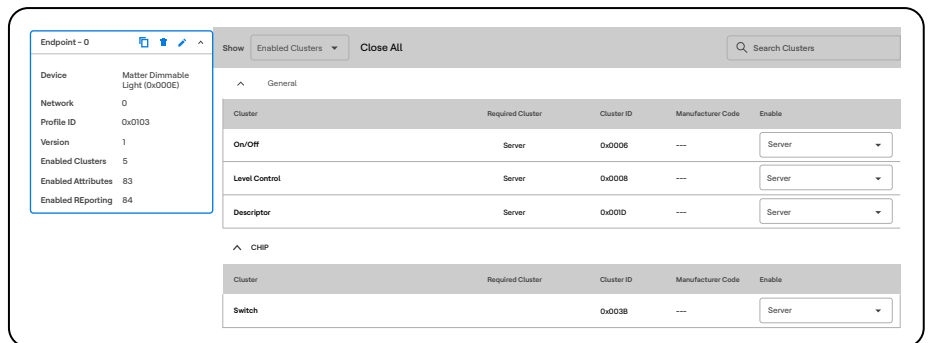 Endpoint - 0
Device Matter Dimmable Light (0x000E)
Network 0
Profile ID 0x0103
Version 1
Enabled Clusters 5
Enabled Attributes 83
Enabled REporting 84
Show Enabled Clusters Close All Search Clusters
General
Cluster Required Cluster Cluster ID Manufacturer Code Enable
On/Off Server 0x0006 --- Server
Level Control Server 0x0008 --- Server
Descriptor Server 0x001D --- Server
CHIP
Cluster Required Cluster Cluster ID Manufacturer Code Enable
Switch 0x003B --- Server